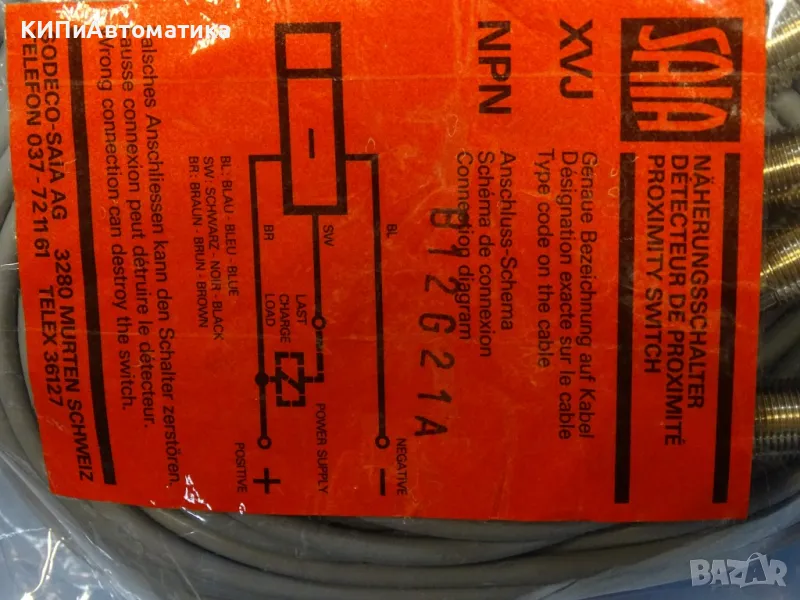 КИПиАвтоматика
SAIA
NÄHERUNGSSCHALTER
DÉTECTEUR DE PROXIMITÉ
PROXIMITY SWITCH
XVJ
Genaue Bezeichnung auf Kabel
Désignation exacte sur le cable
Type code on the cable
NPN
Anschluss-Schema
Schéma de connexion
Connection diagram
B12G21A
BL
NEGATIVE
SW
POWER SUPPLY
LAST
CHARGE
LOAD
BR
POSITIVE
+
−
BL: BLAU - BLEU - BLUE
SW: SCHWARZ - NOIR - BLACK
BR: BRAUN - BRUN - BROWN
alsches Anschliessen kann den Schalter zerstören.
ausse connexion peut détruire le détecteur.
Wrong connection can destroy the switch.
SODECO-SAIA AG 3280 MURTEN SCHWEIZ
TELEFON 037-72 11 61 TELEX 36127
BAZAR